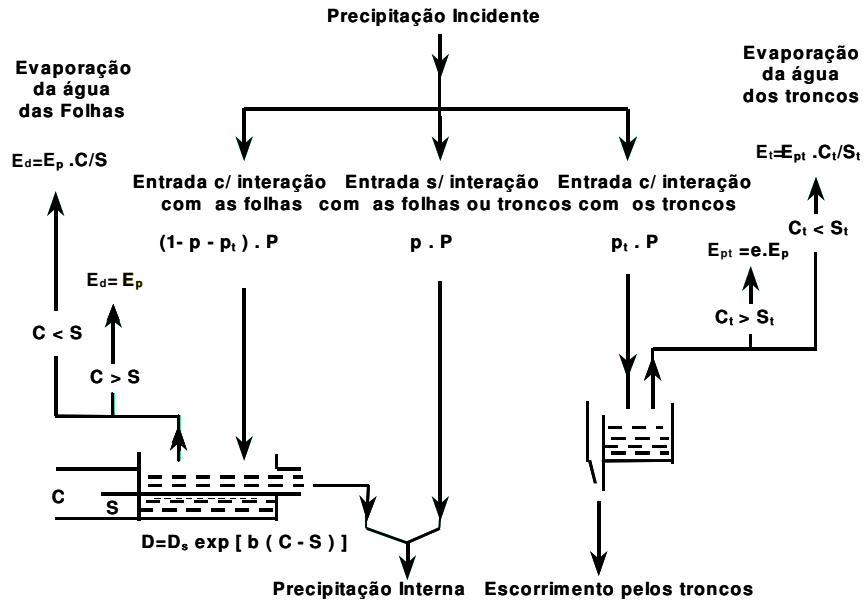 Precipitação Incidente
Evaporação
da água
das Folhas
Evaporação
da água
dos troncos
Ed=Ep .C/S
Et=Ept .Ct/St
Entrada c/ interação
com as folhas
Entrada s/ interação
com as folhas ou troncos
Entrada c/ interação
com os troncos
(1- p - pt ) . P
p . P
pt . P
Ct < St
Ept =e.Ep
Ed= Ep
Ct > St
C < S
C > S
C
S
D=Ds exp [ b ( C - S ) ]
Precipitação Interna
Escorrimento pelos troncos